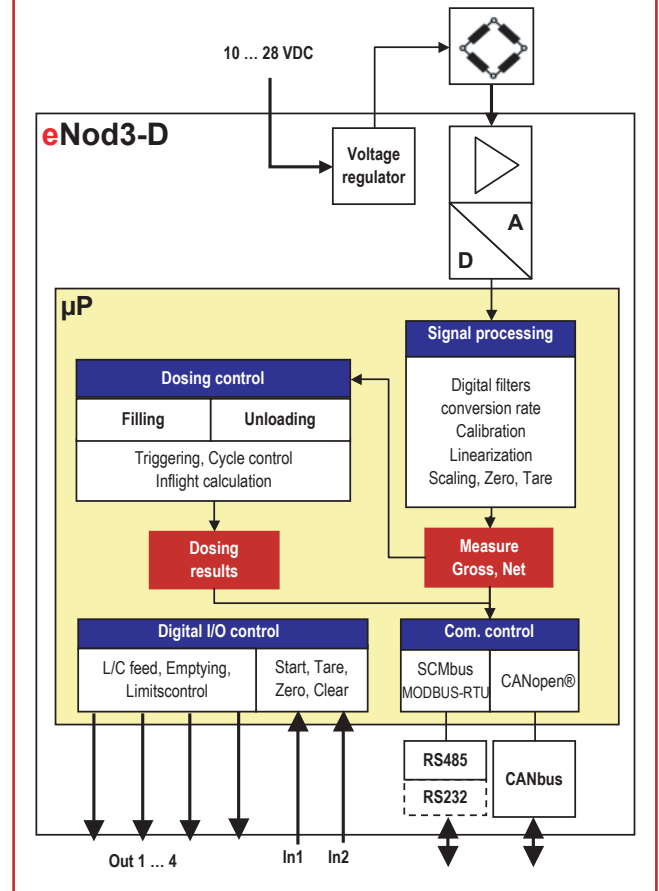 10 ... 28 VDC
eNod3-D
Voltage
regulator
A
D
µP
Signal processing
Digital filters
conversion rate
Calibration
Linearization
Scaling, Zero, Tare
Dosing control
Filling
Unloading
Triggering, Cycle control
Inflight calculation
Dosing
results
Measure
Gross, Net
Digital I/O control
L/C feed, Emptying,
Limitscontrol
Start, Tare,
Zero, Clear
Com. control
SCMbus
MODBUS-RTU
CANopen®
RS485
RS232
CANbus
Out 1 ... 4
In1
In2